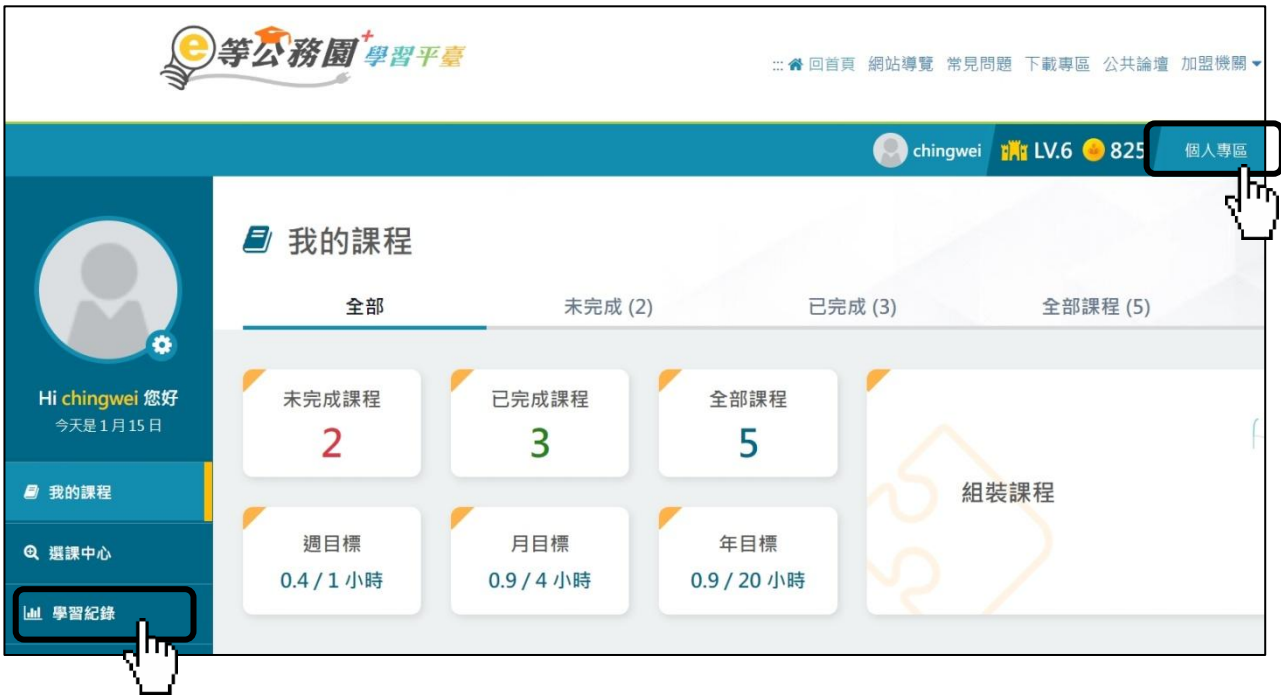 e等公務園+學習平臺
::: 回首頁 網站導覽 常見問題 下載專區 公共論壇 加盟機關
chingwei LV.6 825 個人專區
我的課程
全部 未完成 (2) 已完成 (3) 全部課程 (5)
Hi chingwei 您好
今天是 1 月 15 日
未完成課程 已完成課程 全部課程
2 3 5
組裝課程
週目標 月目標 年目標
0.4 / 1 小時 0.9 / 4 小時 0.9 / 20 小時
我的課程
選課中心
學習紀錄